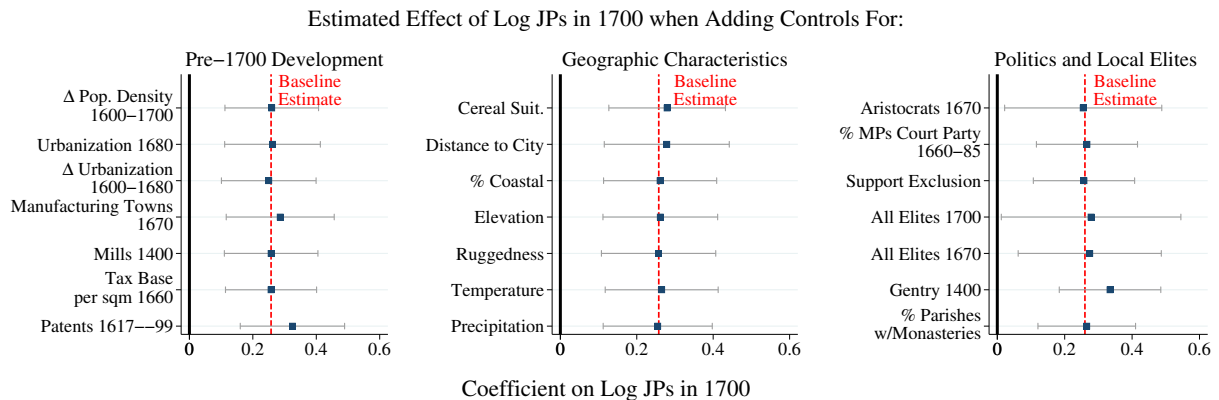 Estimated Effect of Log JPs in 1700 when Adding Controls For:
Pre−1700 Development
Baseline
Estimate
Δ Pop. Density
1600−1700
Urbanization 1680
Δ Urbanization
1600−1680
Manufacturing Towns
1670
Mills 1400
Tax Base
per sqm 1660
Patents 1617−−99
0 0.2 0.4 0.6
Geographic Characteristics
Baseline
Estimate
Cereal Suit.
Distance to City
% Coastal
Elevation
Ruggedness
Temperature
Precipitation
0 0.2 0.4 0.6
Politics and Local Elites
Baseline
Estimate
Aristocrats 1670
% MPs Court Party
1660−85
Support Exclusion
All Elites 1700
All Elites 1670
Gentry 1400
% Parishes
w/Monasteries
0 0.2 0.4 0.6
Coefficient on Log JPs in 1700